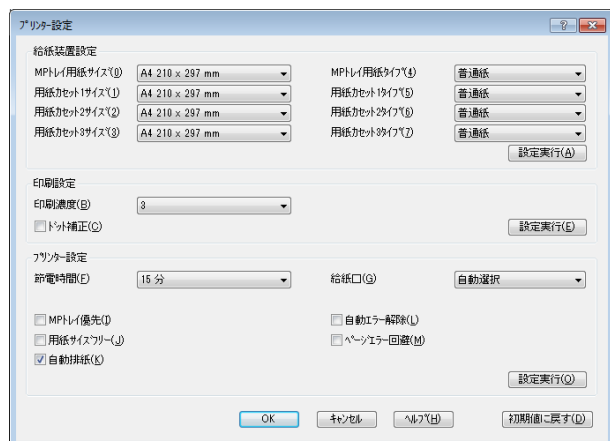 プリンター設定
給紙装置設定
MPトレイ用紙サイズ(0) A4 210 x 297 mm MPトレイ用紙タイプ(4) 普通紙
用紙カセット1サイズ(1) A4 210 x 297 mm 用紙カセット1タイプ(5) 普通紙
用紙カセット2サイズ(2) A4 210 x 297 mm 用紙カセット2タイプ(6) 普通紙
用紙カセット3サイズ(3) A4 210 x 297 mm 用紙カセット3タイプ(7) 普通紙
設定実行(A)
印刷設定
印刷濃度(B) 3
ドット補正(C) 設定実行(E)
プリンター設定
節電時間(F) 15 分 給紙口(G) 自動選択
MPトレイ優先(I) 自動エラー解除(L)
用紙サイズフリー(J) ページエラー回避(M)
自動排紙(K)
設定実行(O)
OK キャンセル ヘルプ(H) 初期値に戻す(D)